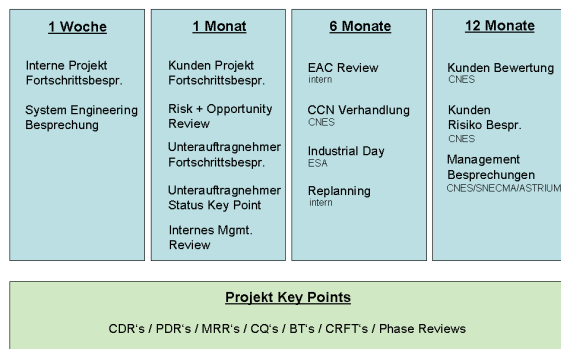 1 Woche
Interne Projekt
Fortschrittsbespr.
System Engineering
Besprechung
1 Monat
Kunden Projekt
Fortschrittsbespr.
Risk + Opportunity
Review
Unterauftragnehmer
Fortschrittsbespr.
Unterauftragnehmer
Status Key Point
Internes Mgmt.
Review
6 Monate
EAC Review
intern
CCN Verhandlung
CNES
Industrial Day
ESA
Replanning
intern
12 Monate
Kunden Bewertung
CNES
Kunden
Risiko Bespr.
CNES
Management
Besprechungen
CNES/SNECMA/ASTRIUM
Projekt Key Points
CDR's / PDR's / MRR's / CQ's / BT's / CRFT's / Phase Reviews